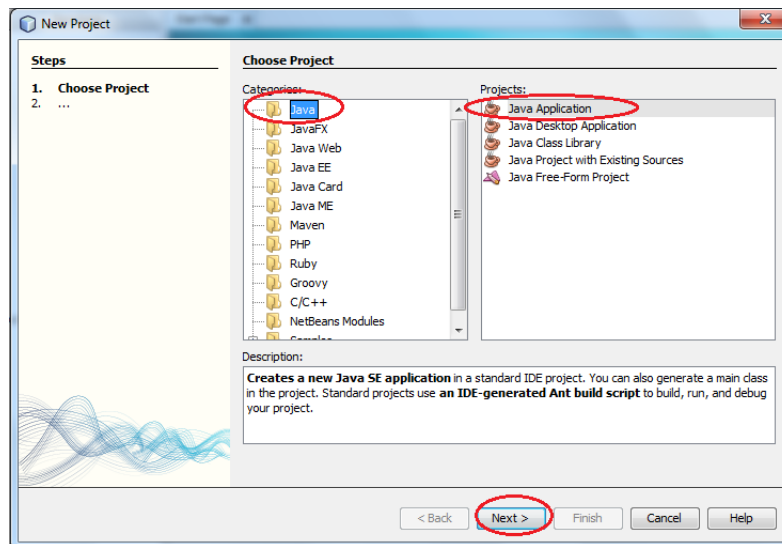 New Project
Steps
1. Choose Project
2. ...
Choose Project
Categories:
Java
JavaFX
Java Web
Java EE
Java Card
Java ME
Maven
PHP
Ruby
Groovy
C/C++
NetBeans Modules
Samples
Projects:
Java Application
Java Desktop Application
Java Class Library
Java Project with Existing Sources
Java Free-Form Project
Description:
Creates a new Java SE application in a standard IDE project. You can also generate a main class
in the project. Standard projects use an IDE-generated Ant build script to build, run, and debug
your project.
< Back
Next >
Finish
Cancel
Help